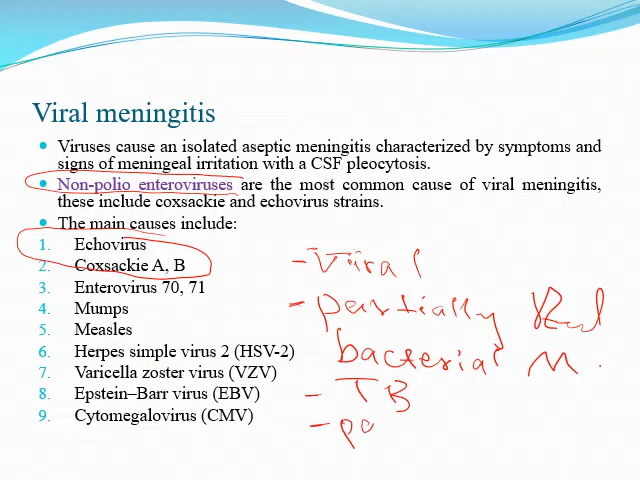 Viral meningitis
Viruses cause an isolated aseptic meningitis characterized by symptoms and
signs of meningeal irritation with a CSF pleocytosis.
Non-polio enteroviruses are the most common cause of viral meningitis,
these include coxsackie and echovirus strains.
The main causes include:
1. Echovirus
2. Coxsackie A, B
3. Enterovirus 70, 71
4. Mumps
5. Measles
6. Herpes simple virus 2 (HSV-2)
7. Varicella zoster virus (VZV)
8. Epstein–Barr virus (EBV)
9. Cytomegalovirus (CMV)
- Viral
- partially
bacterial M.
- TB
- po